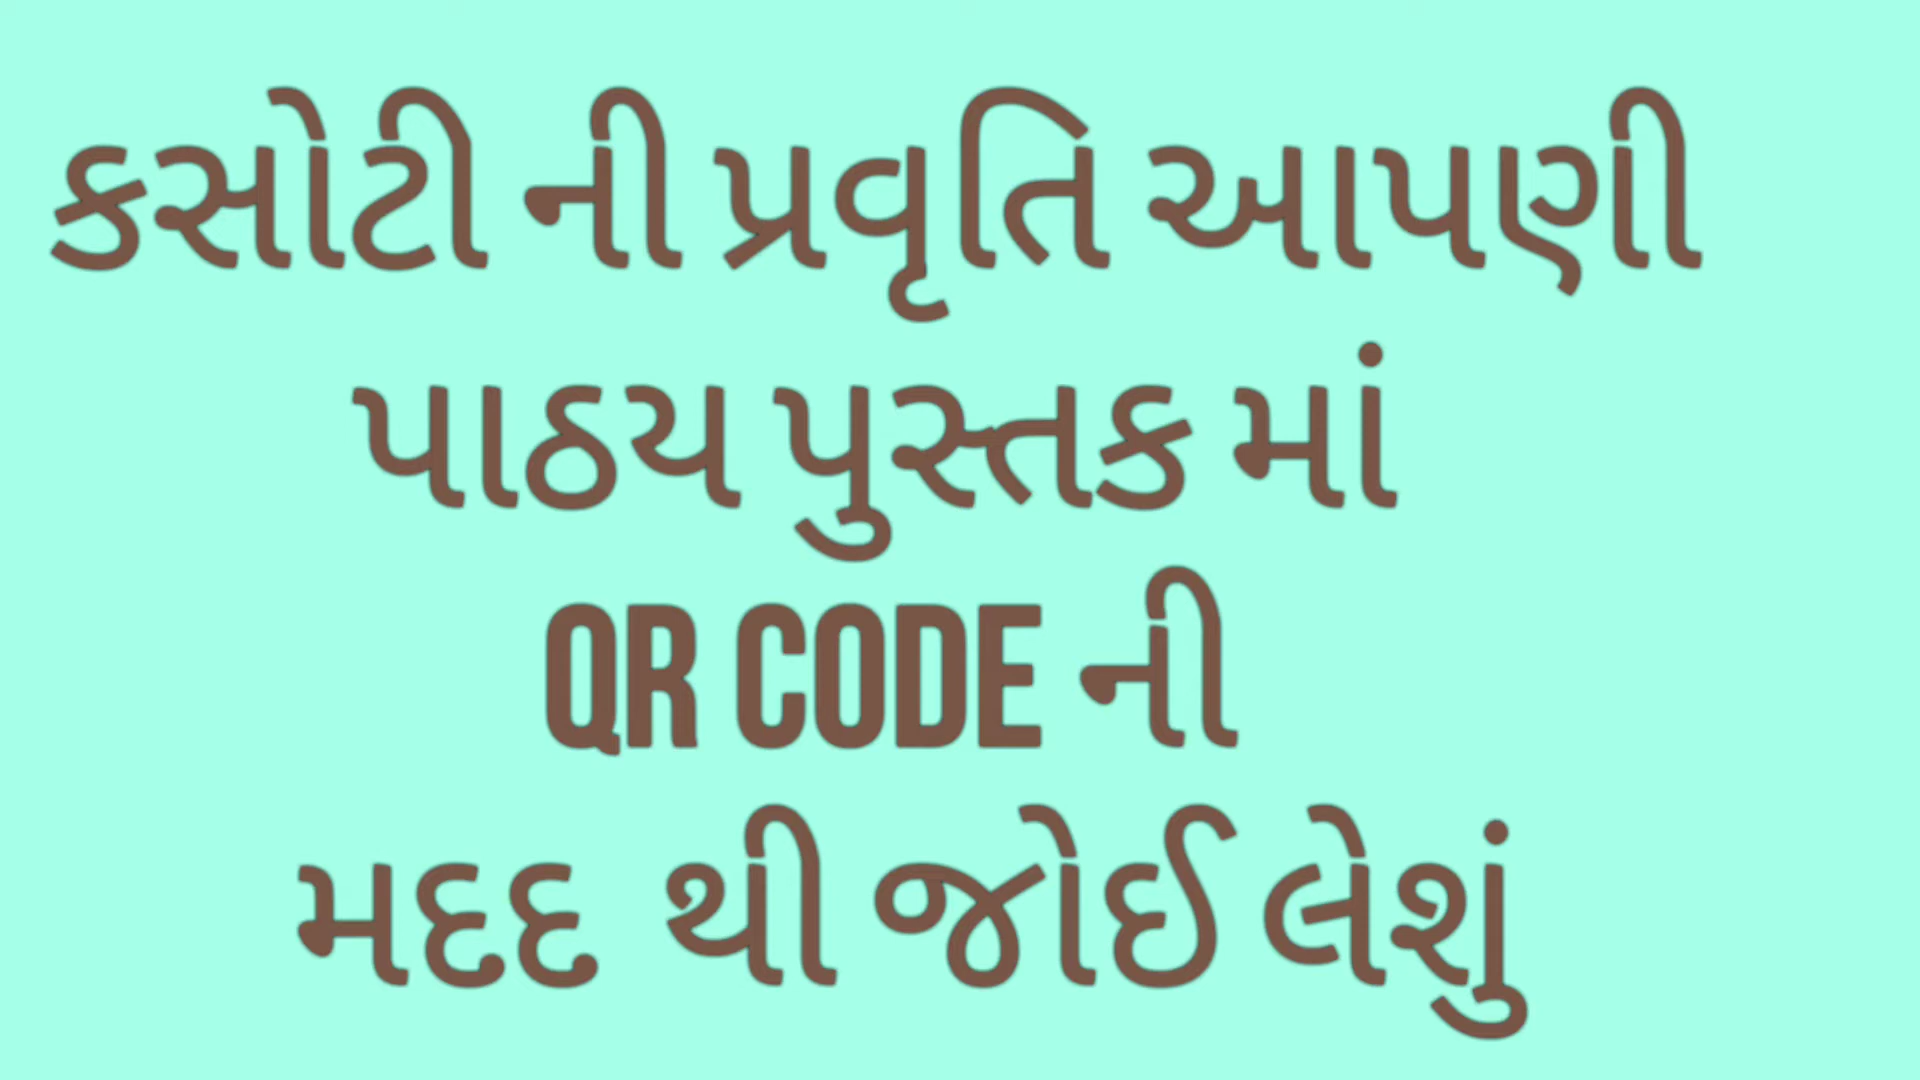 કસોટી ની પ્રવૃતિ આપણી
પાઠય પુસ્તક માં
QR CODE ની
મદદ થી જોઈ લેશું